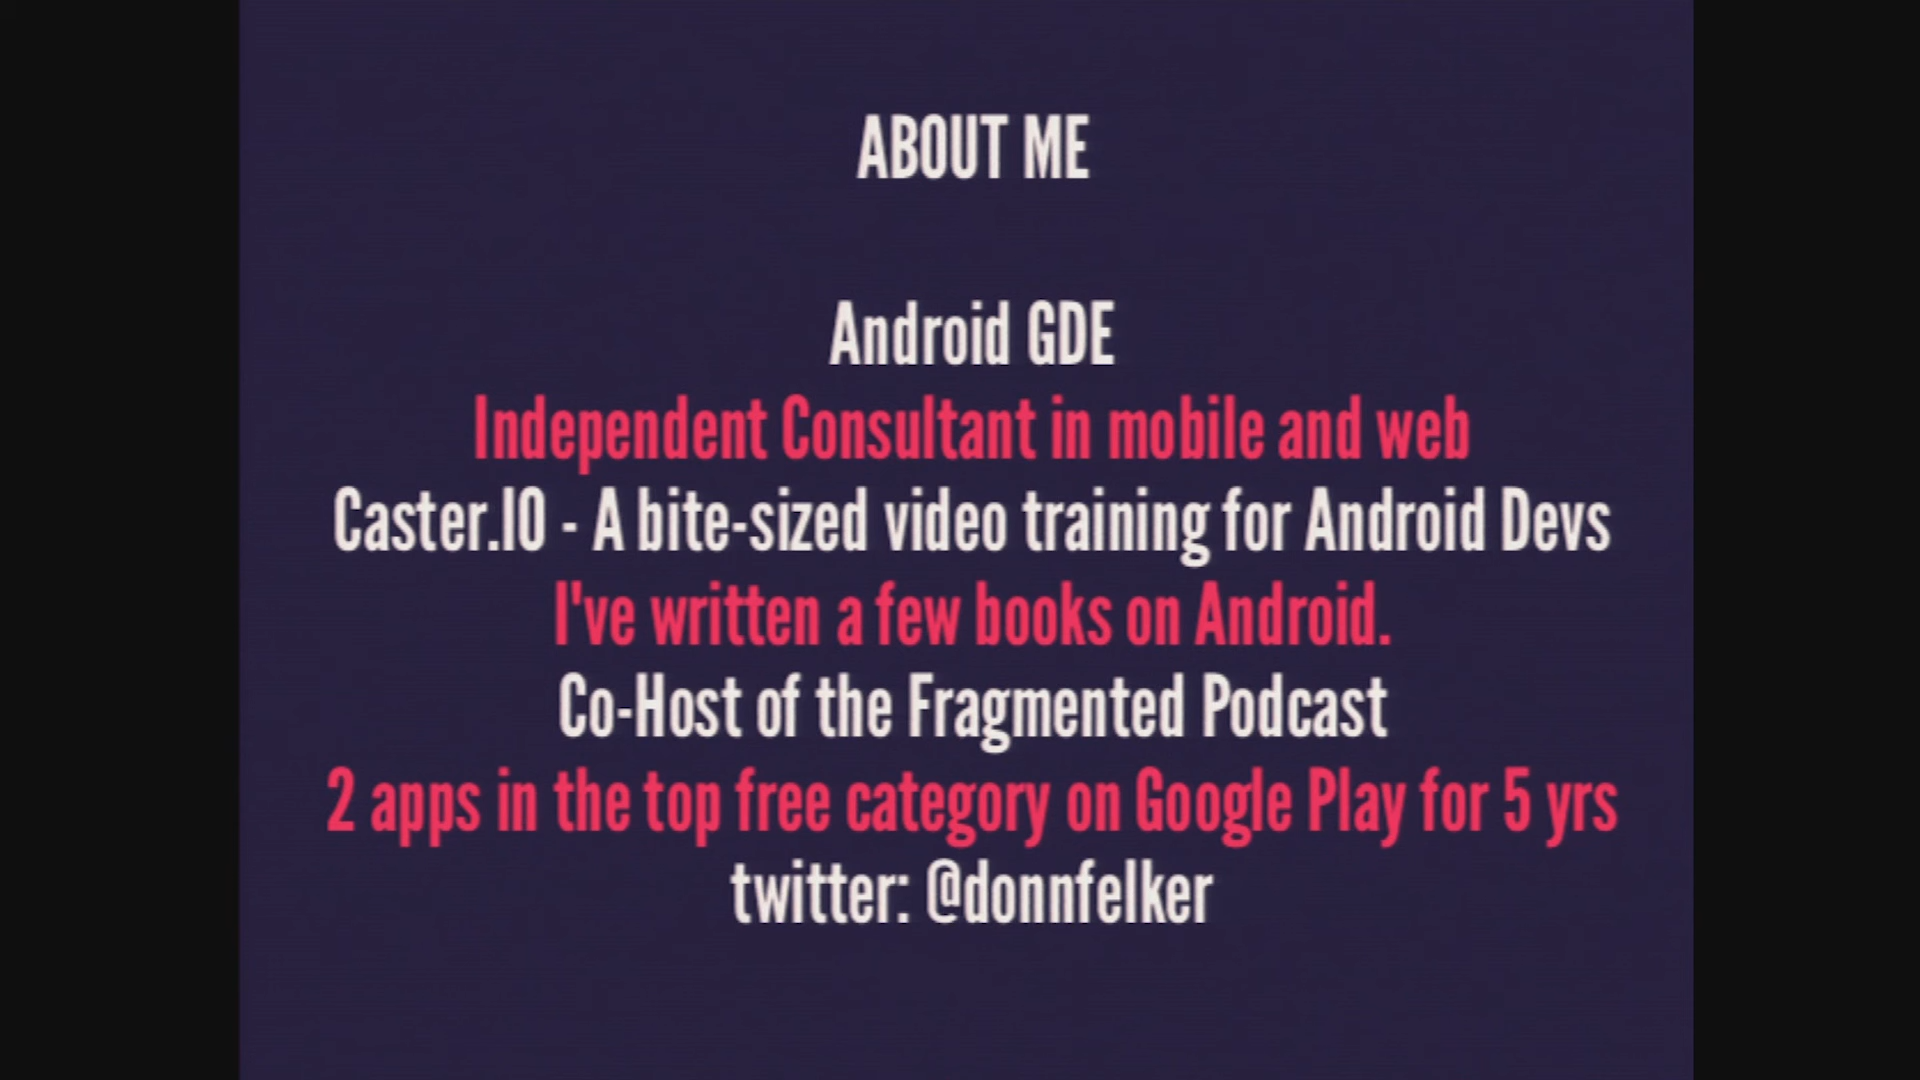 ABOUT ME
Android GDE
Independent Consultant in mobile and web
Caster.IO - A bite-sized video training for Android Devs
I've written a few books on Android.
Co-Host of the Fragmented Podcast
2 apps in the top free category on Google Play for 5 yrs
twitter: @donnfelker